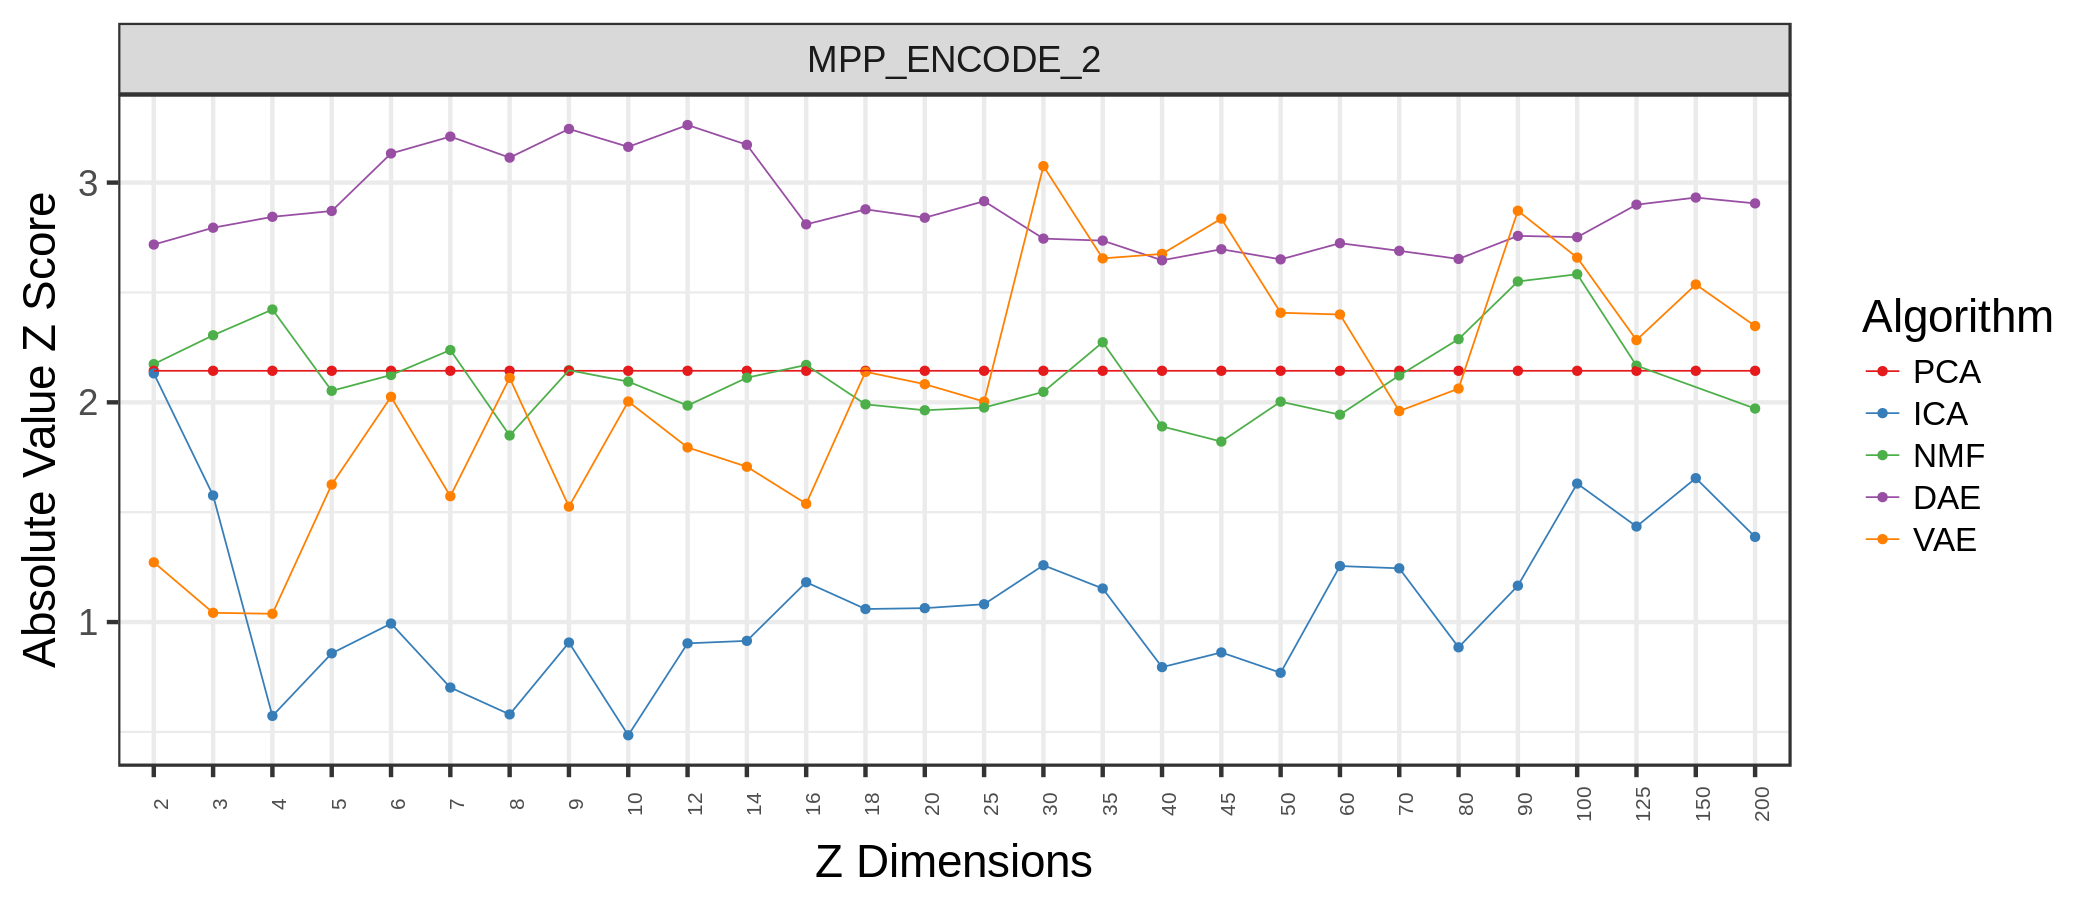 MPP_ENCODE_2
Absolute Value Z Score
3
2
1
2 3 4 5 6 7 8 9 10 12 14 16 18 20 25 30 35 40 45 50 60 70 80 90 100 125 150 200
Z Dimensions
Algorithm
PCA
ICA
NMF
DAE
VAE